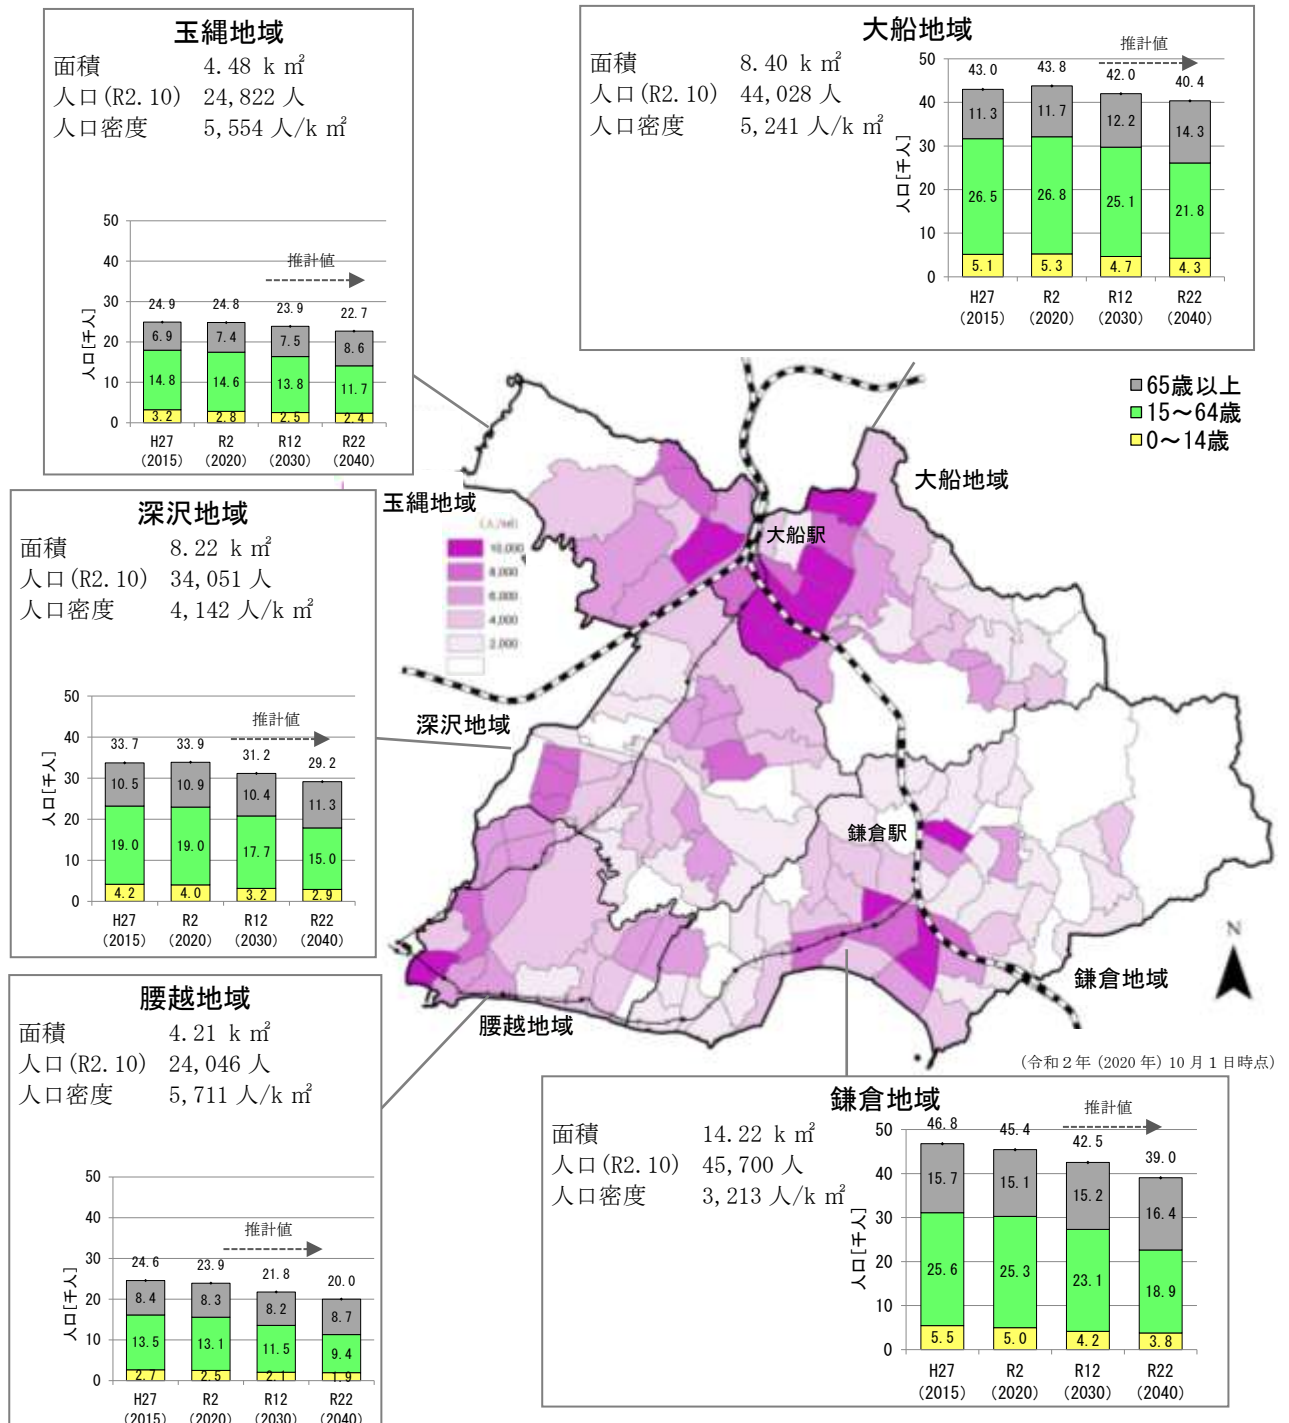 玉縄地域
面積 4.48 k㎡
人口(R2.10) 24,822 人
人口密度 5,554 人/k㎡
人口[千人]
50
40
30
20
10
0
推計値
24.9 24.8 23.9 22.7
6.9 7.4 7.5 8.6
14.8 14.6 13.8 11.7
3.2 2.8 2.5 2.4
H27 R2 R12 R22
(2015) (2020) (2030) (2040)
大船地域
面積 8.40 k㎡
人口(R2.10) 44,028 人
人口密度 5,241 人/k㎡
人口[千人]
50
40
30
20
10
0
推計値
43.0 43.8 42.0 40.4
11.3 11.7 12.2 14.3
26.5 26.8 25.1 21.8
5.1 5.3 4.7 4.3
H27 R2 R12 R22
(2015) (2020) (2030) (2040)
65歳以上
15～64歳
0～14歳
深沢地域
面積 8.22 k㎡
人口(R2.10) 34,051 人
人口密度 4,142 人/k㎡
人口[千人]
50
40
30
20
10
0
推計値
33.7 33.9 31.2 29.2
10.5 10.9 10.4 11.3
19.0 19.0 17.7 15.0
4.2 4.0 3.2 2.9
H27 R2 R12 R22
(2015) (2020) (2030) (2040)
玉縄地域
大船地域
大船駅
10,000
8,000
6,000
4,000
2,000
深沢地域
鎌倉駅
鎌倉地域
腰越地域
N
(令和2年(2020年)10月1日時点)
腰越地域
面積 4.21 k㎡
人口(R2.10) 24,046 人
人口密度 5,711 人/k㎡
人口[千人]
50
40
30
20
10
0
推計値
24.6 23.9 21.8 20.0
8.4 8.3 8.2 8.7
13.5 13.1 11.5 9.4
2.7 2.5 2.1 1.9
H27 R2 R12 R22
(2015) (2020) (2030) (2040)
鎌倉地域
面積 14.22 k㎡
人口(R2.10) 45,700 人
人口密度 3,213 人/k㎡
人口[千人]
50
40
30
20
10
0
推計値
46.8 45.4 42.5 39.0
15.7 15.1 15.2 16.4
25.6 25.3 23.1 18.9
5.5 5.0 4.2 3.8
H27 R2 R12 R22
(2015) (2020) (2030) (2040)